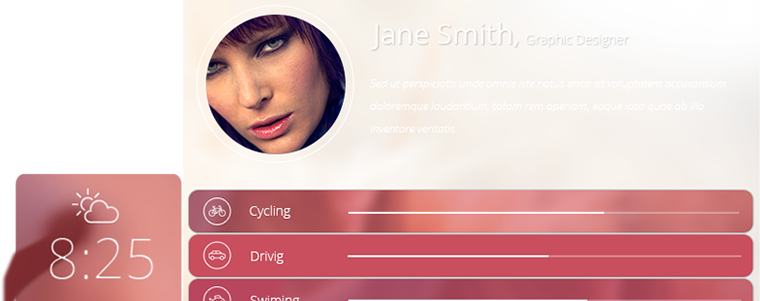 Jane Smith, Graphic Designer
Sed ut perspiciatis unde omnis iste natus error sit voluptatem accusantium
doloremque laudantium, totam rem aperiam, eaque ipsa quae ab illo
inventore veritatis.
8:25
Cycling
Drivig
Swiming